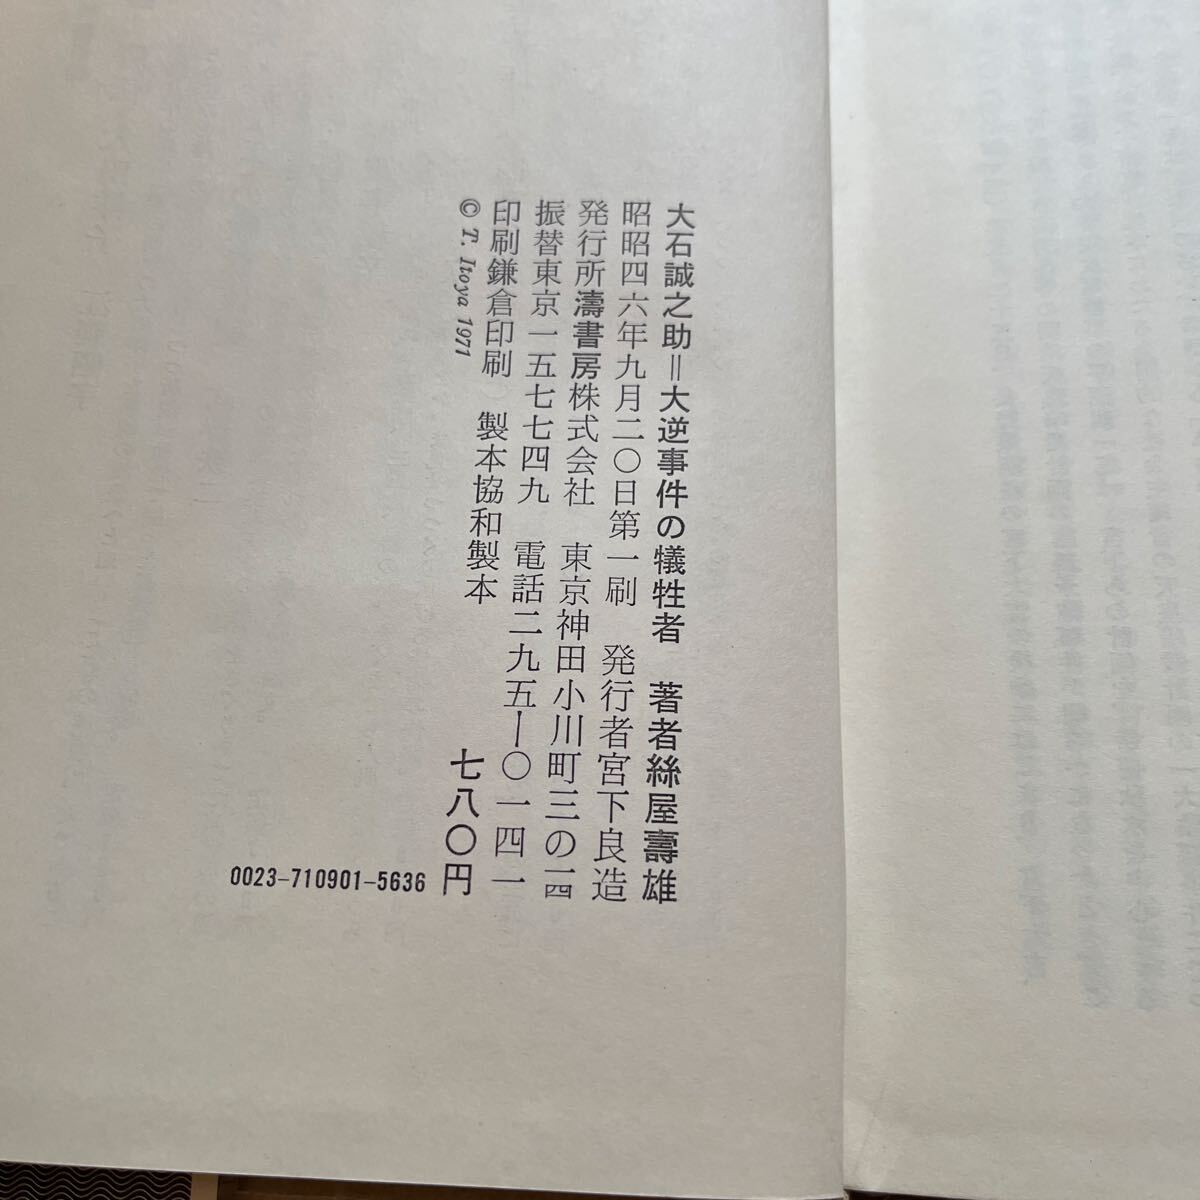 大石誠之助＝大逆事件の犠牲者　著者絲屋壽雄
昭昭四六年九月二〇日第一刷　発行者宮下良造
発行所濤書房株式会社　東京神田小川町三の一四
振替東京一五七七四九　電話二九五ー〇一四一
印刷鎌倉印刷　製本協和製本
© T. Itoya 1971
七八〇円
0023-710901-5636